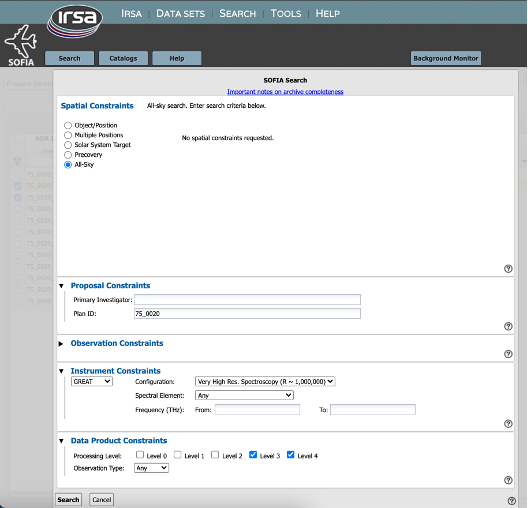 irsa IRSA DATA SETS SEARCH TOOLS HELP
SOFIA Search Catalogs Help Background Monitor
SOFIA Search
Important notes on archive completeness
Spatial Constraints All-sky search. Enter search criteria below.
Object/Position
Multiple Positions No spatial constraints requested.
Solar System Target
Precovery
All-Sky
Proposal Constraints
Primary Investigator:
Plan ID: 75_0020
Observation Constraints
Instrument Constraints
GREAT Configuration: Very High Res. Spectroscopy (R ~ 1,000,000)
Spectral Element: Any
Frequency (THz): From: To:
Data Product Constraints
Processing Level: Level 0 Level 1 Level 2 Level 3 Level 4
Observation Type: Any
Search Cancel